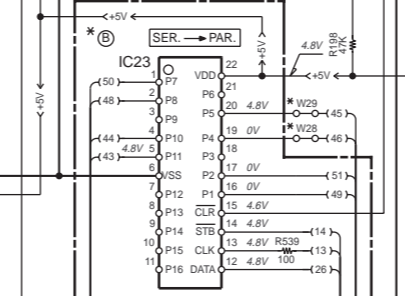 +5V
* B
SER. → PAR.
+5V
4.8V
R198
47K
IC23
+5V
+5V
22
VDD
1
P7
50
21
P6
2
P8
48
20
P5
4.8V
* W29
45
3
P9
19
P4
0V
* W28
46
4
P10
44
18
P3
5
P11
43
4.8V
17
P2
0V
51
6
VSS
16
P1
0V
49
7
P12
15
CLR
4.6V
8
P13
14
STB
4.8V
14
9
P14
13
CLK
4.8V
R539
100
13
10
P15
12
DATA
4.8V
26
11
P16